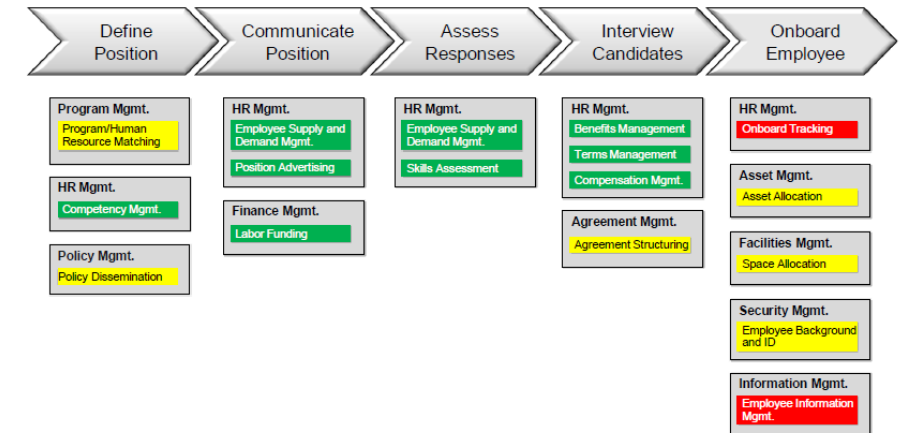 Define
Position
Communicate
Position
Assess
Responses
Interview
Candidates
Onboard
Employee
Program Mgmt.
Program/Human
Resource Matching
HR Mgmt.
Competency Mgmt.
Policy Mgmt.
Policy Dissemination
HR Mgmt.
Employee Supply and
Demand Mgmt.
Position Advertising
Finance Mgmt.
Labor Funding
HR Mgmt.
Employee Supply and
Demand Mgmt.
Skills Assessment
HR Mgmt.
Benefits Management
Terms Management
Compensation Mgmt.
Agreement Mgmt.
Agreement Structuring
HR Mgmt.
Onboard Tracking
Asset Mgmt.
Asset Allocation
Facilities Mgmt.
Space Allocation
Security Mgmt.
Employee Background
and ID
Information Mgmt.
Employee Information
Mgmt.